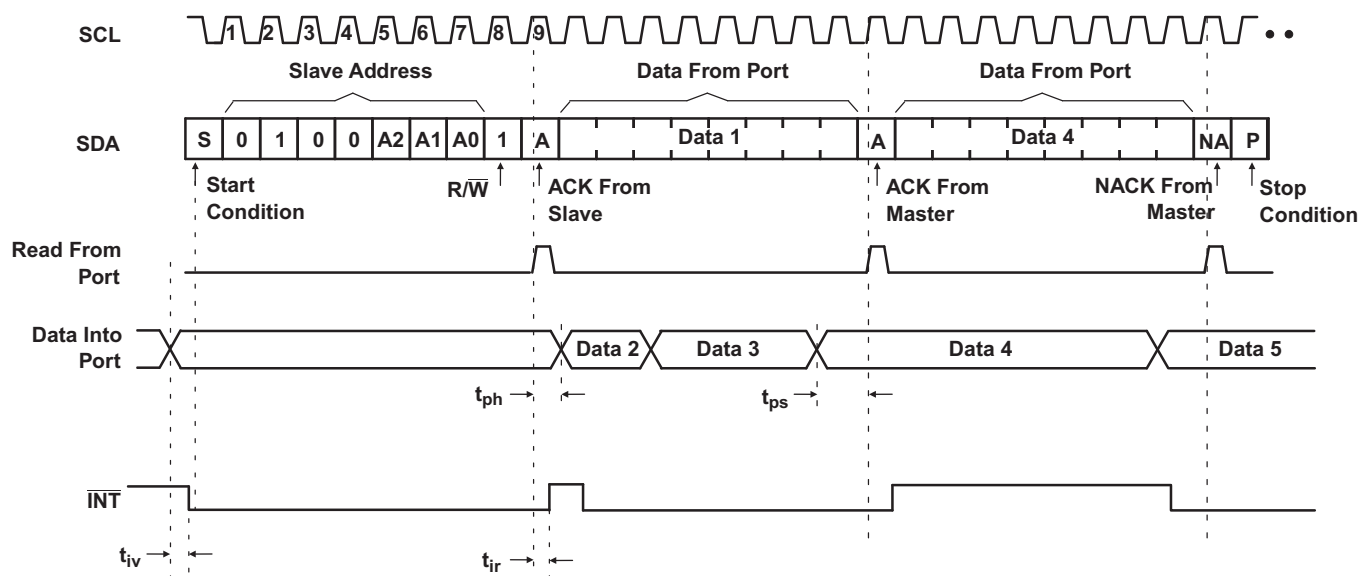 SCL
1 2 3 4 5 6 7 8 9
Slave Address
Data From Port
Data From Port
SDA
S 0 1 0 0 A2 A1 A0 1 A Data 1 A Data 4 NA P
Start
Condition
R/W̅
ACK From
Slave
ACK From
Master
NACK From
Master
Stop
Condition
Read From
Port
Data Into
Port
Data 2
Data 3
Data 4
Data 5
tph
tps
I̅N̅T̅
tiv
tir